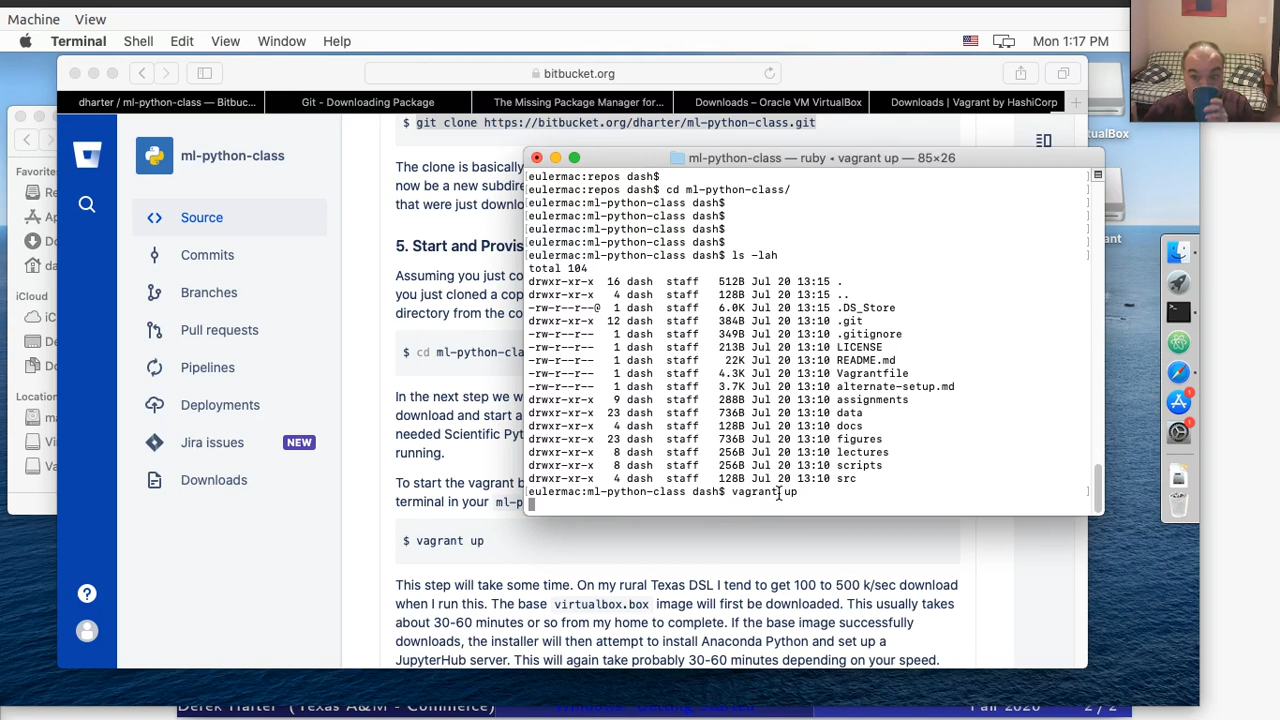 Machine View
Terminal Shell Edit View Window Help Mon 1:17 PM
bitbucket.org
dharter / ml-python-class — Bitbuc... Git - Downloading Package The Missing Package Manager for... Downloads – Oracle VM VirtualBox Downloads | Vagrant by HashiCorp
$ git clone https://bitbucket.org/dharter/ml-python-class.git
ml-python-class
Source
Commits
Branches
Pull requests
Pipelines
Deployments
Jira issues NEW
Downloads
Favorites
iCloud
The clone is basically
now be a new subdire
that were just downlo
5. Start and Provis
Assuming you just co
you just cloned a cop
directory from the co
$ cd ml-python-cla
In the next step we w
download and start a
needed Scientific Pyt
running.
To start the vagrant b
terminal in your ml-p
$ vagrant up
This step will take some time. On my rural Texas DSL I tend to get 100 to 500 k/sec download
when I run this. The base virtualbox.box image will first be downloaded. This usually takes
about 30-60 minutes or so from my home to complete. If the base image successfully
downloads, the installer will then attempt to install Anaconda Python and set up a
JupyterHub server. This will again take probably 30-60 minutes depending on your speed.
ml-python-class — ruby • vagrant up — 85×26
[eulermac:repos dash$ ]
[eulermac:repos dash$ cd ml-python-class/ ]
[eulermac:ml-python-class dash$ ]
[eulermac:ml-python-class dash$ ]
[eulermac:ml-python-class dash$ ]
[eulermac:ml-python-class dash$ ]
[eulermac:ml-python-class dash$ ls -lah ]
total 104
drwxr-xr-x 16 dash staff 512B Jul 20 13:15 .
drwxr-xr-x 4 dash staff 128B Jul 20 13:15 ..
-rw-r--r--@ 1 dash staff 6.0K Jul 20 13:15 .DS_Store
drwxr-xr-x 12 dash staff 384B Jul 20 13:10 .git
-rw-r--r-- 1 dash staff 349B Jul 20 13:10 .gitignore
-rw-r--r-- 1 dash staff 213B Jul 20 13:10 LICENSE
-rw-r--r-- 1 dash staff 22K Jul 20 13:10 README.md
-rw-r--r-- 1 dash staff 4.3K Jul 20 13:10 Vagrantfile
-rw-r--r-- 1 dash staff 3.7K Jul 20 13:10 alternate-setup.md
drwxr-xr-x 9 dash staff 288B Jul 20 13:10 assignments
drwxr-xr-x 23 dash staff 736B Jul 20 13:10 data
drwxr-xr-x 4 dash staff 128B Jul 20 13:10 docs
drwxr-xr-x 23 dash staff 736B Jul 20 13:10 figures
drwxr-xr-x 8 dash staff 256B Jul 20 13:10 lectures
drwxr-xr-x 8 dash staff 256B Jul 20 13:10 scripts
drwxr-xr-x 4 dash staff 128B Jul 20 13:10 src
[eulermac:ml-python-class dash$ vagrant up ]
Derek Harter (Texas A&M - Commerce) Windows: Getting Started Fall 2020 2 / 2